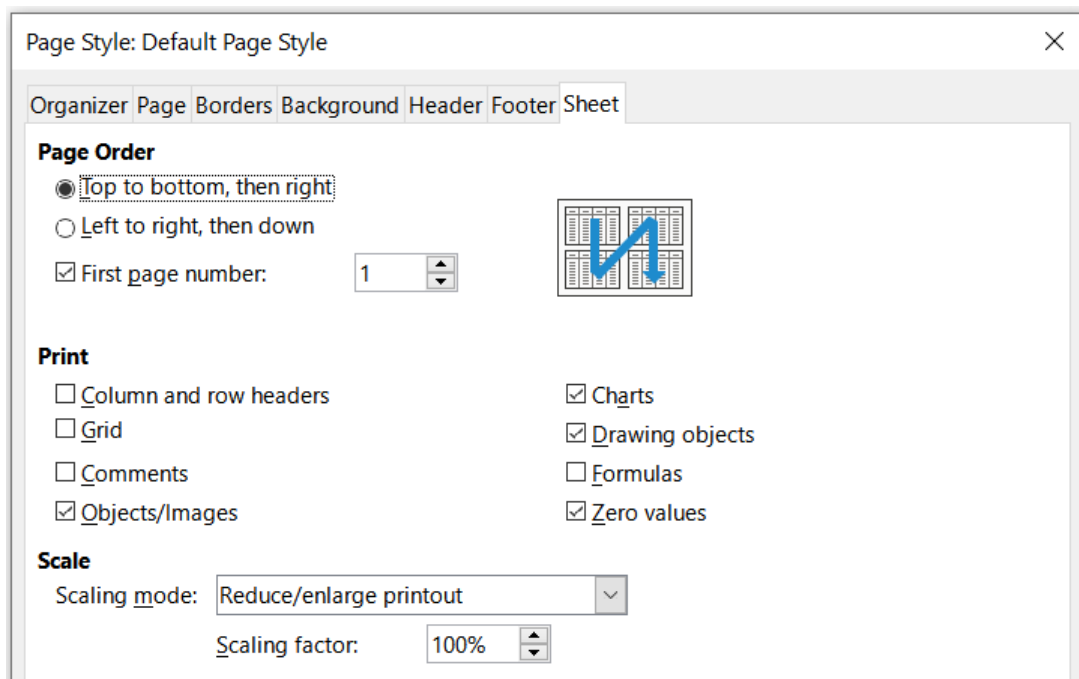 Page Style: Default Page Style
Organizer Page Borders Background Header Footer Sheet
Page Order
Top to bottom, then right
Left to right, then down
First page number: 1
Print
Column and row headers
Grid
Comments
Objects/Images
Charts
Drawing objects
Formulas
Zero values
Scale
Scaling mode: Reduce/enlarge printout
Scaling factor: 100%